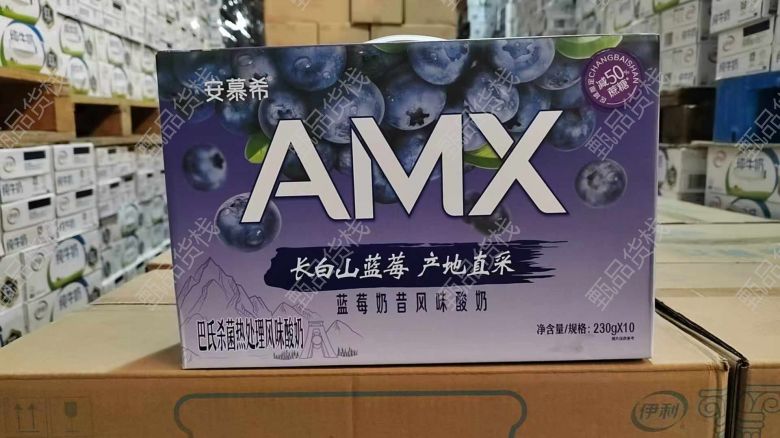 安慕希
AMX
减50%蔗糖
CHANGBAISHAN
长白山蓝莓 产地直采
蓝莓奶昔风味酸奶
巴氏杀菌热处理风味酸奶
净含量/规格: 230gX10
伊利
纯牛奶
甄品货栈